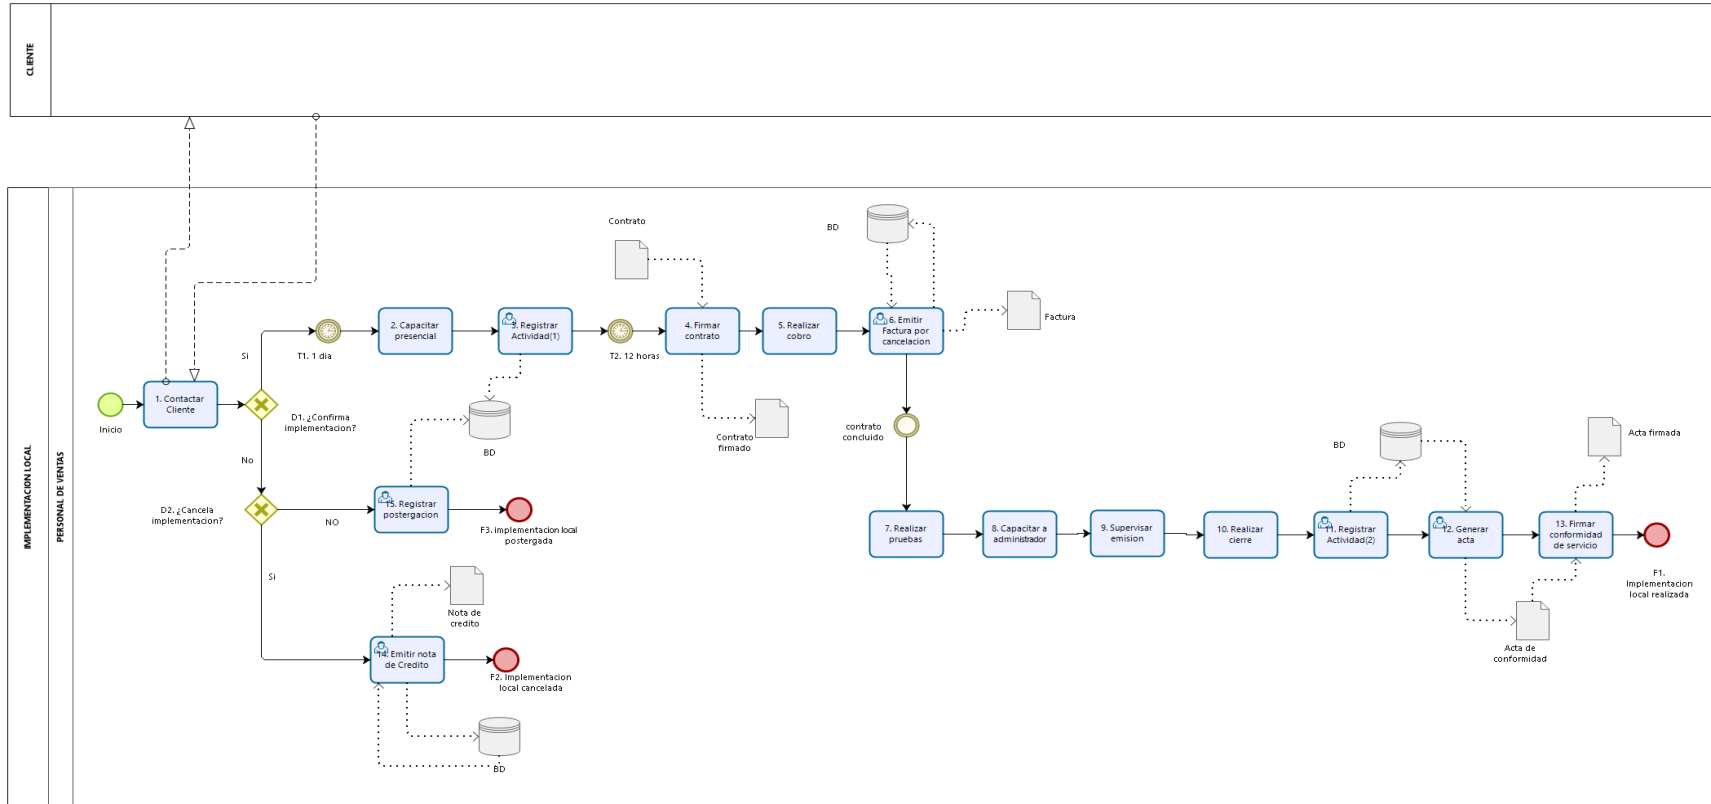 CLIENTE
IMPLEMENTACION LOCAL
PERSONAL DE VENTAS
Inicio
1. Contactar
Cliente
Si
D1. ¿Confirma
implementacion?
No
T1. 1 dia
2. Capacitar
presencial
3. Registrar
Actividad(1)
BD
T2. 12 horas
Contrato
4. Firmar
contrato
Contrato
firmado
5. Realizar
cobro
BD
6. Emitir
Factura por
cancelacion
Factura
contrato
concluido
D2. ¿Cancela
implementacion?
NO
15. Registrar
postergacion
F3. implementacion local
postergada
Si
Nota de
credito
14. Emitir nota
de Credito
F2. Implementacion
local cancelada
BD
7. Realizar
pruebas
8. Capacitar a
administrador
9. Supervisar
emision
10. Realizar
cierre
11. Registrar
Actividad(2)
BD
12. Generar
acta
Acta de
conformidad
13. Firmar
conformidad
de servicio
Acta firmada
F1.
Implementacion
local realizada